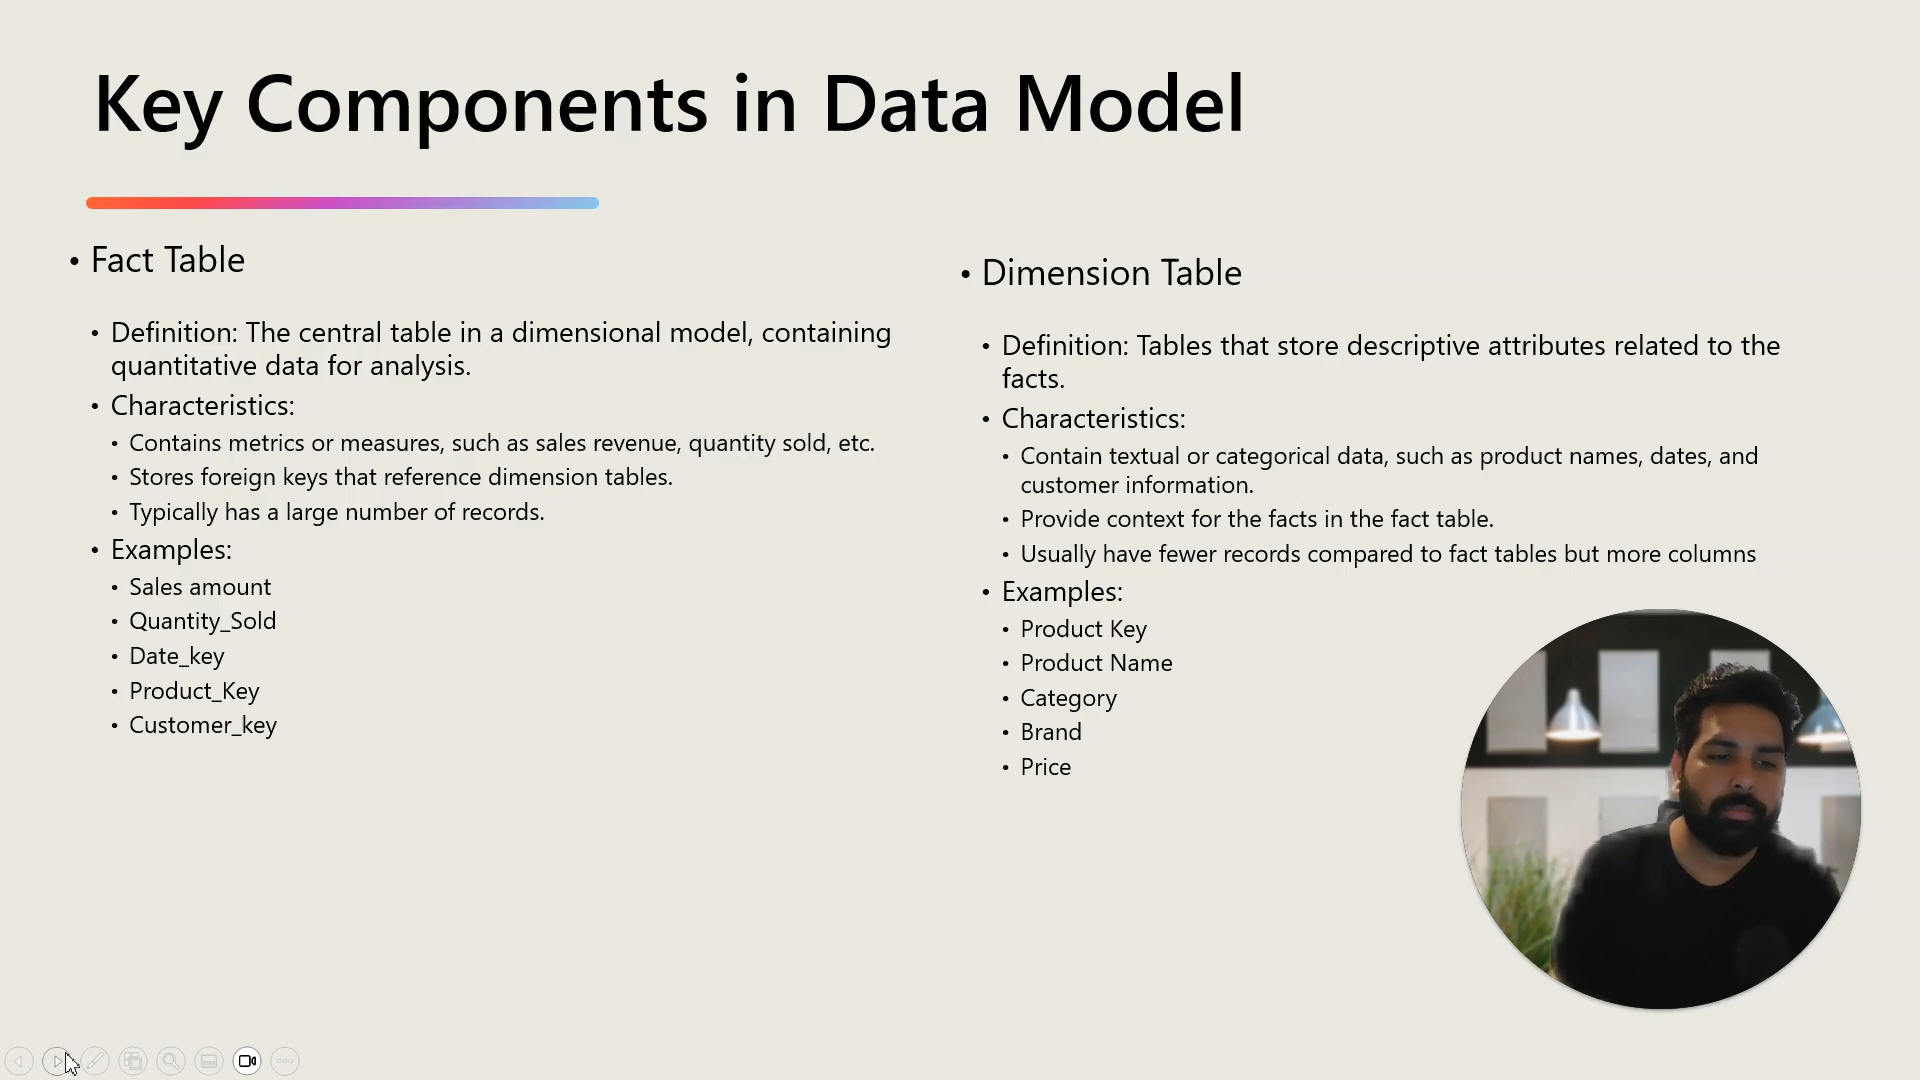 Key Components in Data Model
• Fact Table
• Definition: The central table in a dimensional model, containing
quantitative data for analysis.
• Characteristics:
• Contains metrics or measures, such as sales revenue, quantity sold, etc.
• Stores foreign keys that reference dimension tables.
• Typically has a large number of records.
• Examples:
• Sales amount
• Quantity_Sold
• Date_key
• Product_Key
• Customer_key
• Dimension Table
• Definition: Tables that store descriptive attributes related to the
facts.
• Characteristics:
• Contain textual or categorical data, such as product names, dates, and
customer information.
• Provide context for the facts in the fact table.
• Usually have fewer records compared to fact tables but more columns
• Examples:
• Product Key
• Product Name
• Category
• Brand
• Price